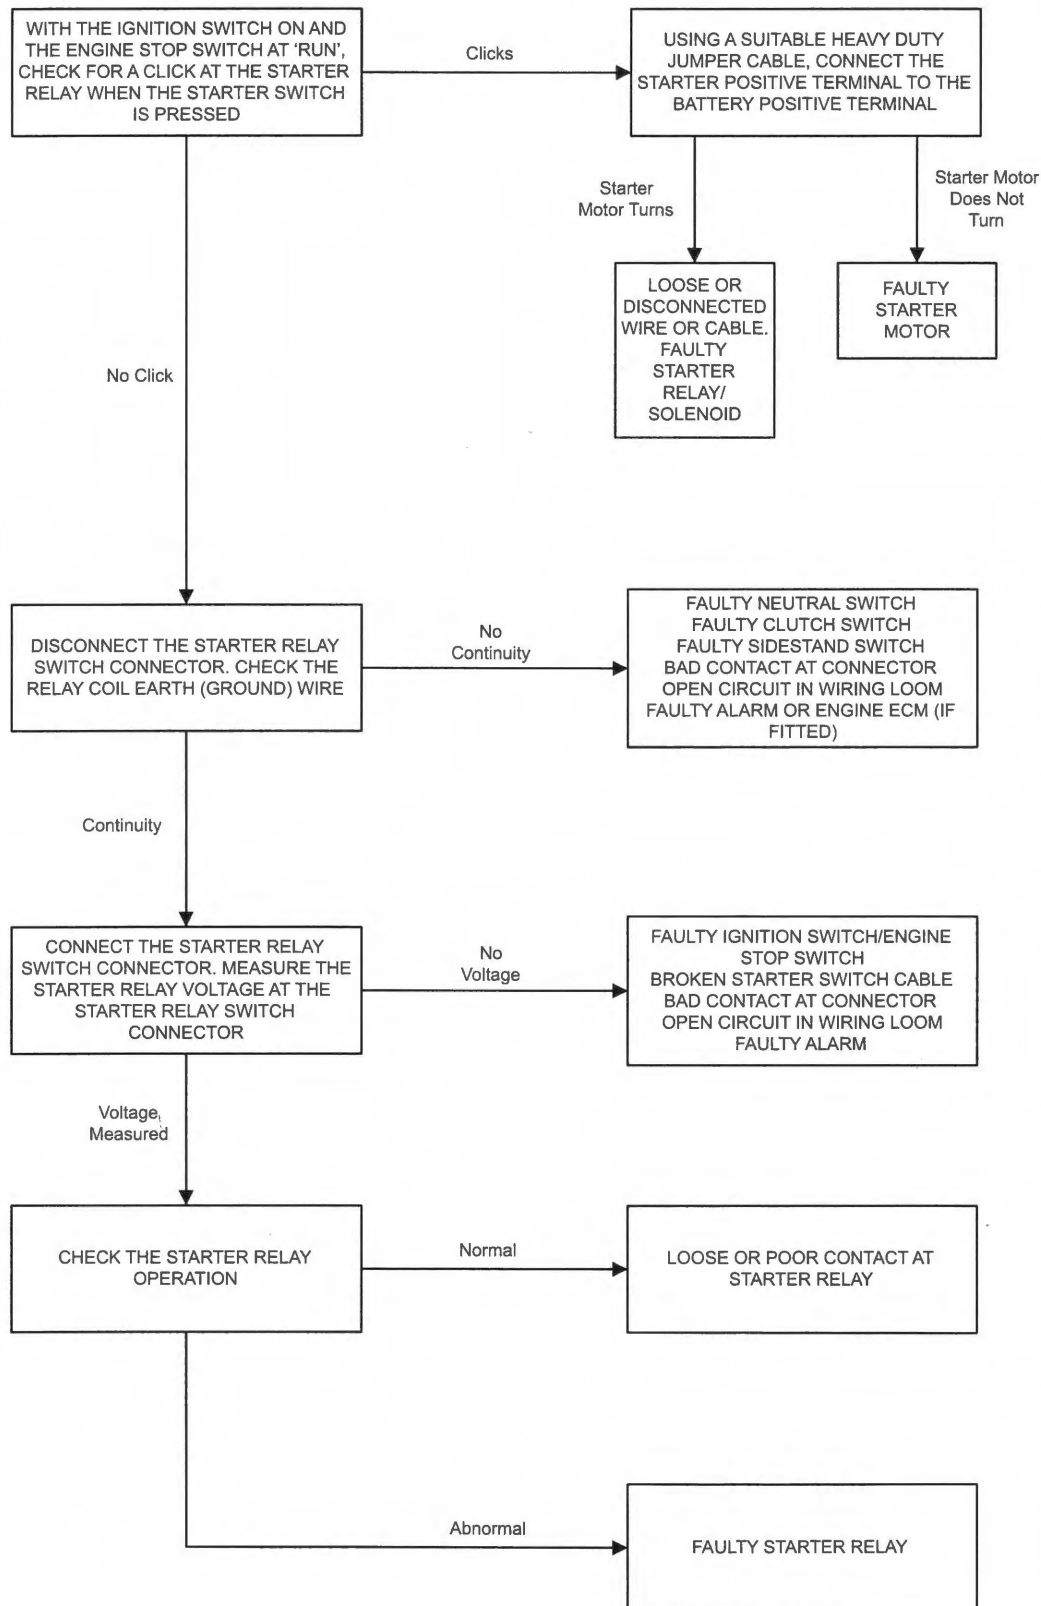 WITH THE IGNITION SWITCH ON AND
THE ENGINE STOP SWITCH AT ‘RUN’,
CHECK FOR A CLICK AT THE STARTER
RELAY WHEN THE STARTER SWITCH
IS PRESSED
Clicks
USING A SUITABLE HEAVY DUTY
JUMPER CABLE, CONNECT THE
STARTER POSITIVE TERMINAL TO THE
BATTERY POSITIVE TERMINAL
Starter
Motor Turns
Starter Motor
Does Not
Turn
LOOSE OR
DISCONNECTED
WIRE OR CABLE.
FAULTY
STARTER
RELAY/
SOLENOID
FAULTY
STARTER
MOTOR
No Click
DISCONNECT THE STARTER RELAY
SWITCH CONNECTOR. CHECK THE
RELAY COIL EARTH (GROUND) WIRE
No
Continuity
FAULTY NEUTRAL SWITCH
FAULTY CLUTCH SWITCH
FAULTY SIDESTAND SWITCH
BAD CONTACT AT CONNECTOR
OPEN CIRCUIT IN WIRING LOOM
FAULTY ALARM OR ENGINE ECM (IF
FITTED)
Continuity
CONNECT THE STARTER RELAY
SWITCH CONNECTOR. MEASURE THE
STARTER RELAY VOLTAGE AT THE
STARTER RELAY SWITCH
CONNECTOR
No
Voltage
FAULTY IGNITION SWITCH/ENGINE
STOP SWITCH
BROKEN STARTER SWITCH CABLE
BAD CONTACT AT CONNECTOR
OPEN CIRCUIT IN WIRING LOOM
FAULTY ALARM
Voltage
Measured
CHECK THE STARTER RELAY
OPERATION
Normal
LOOSE OR POOR CONTACT AT
STARTER RELAY
Abnormal
FAULTY STARTER RELAY